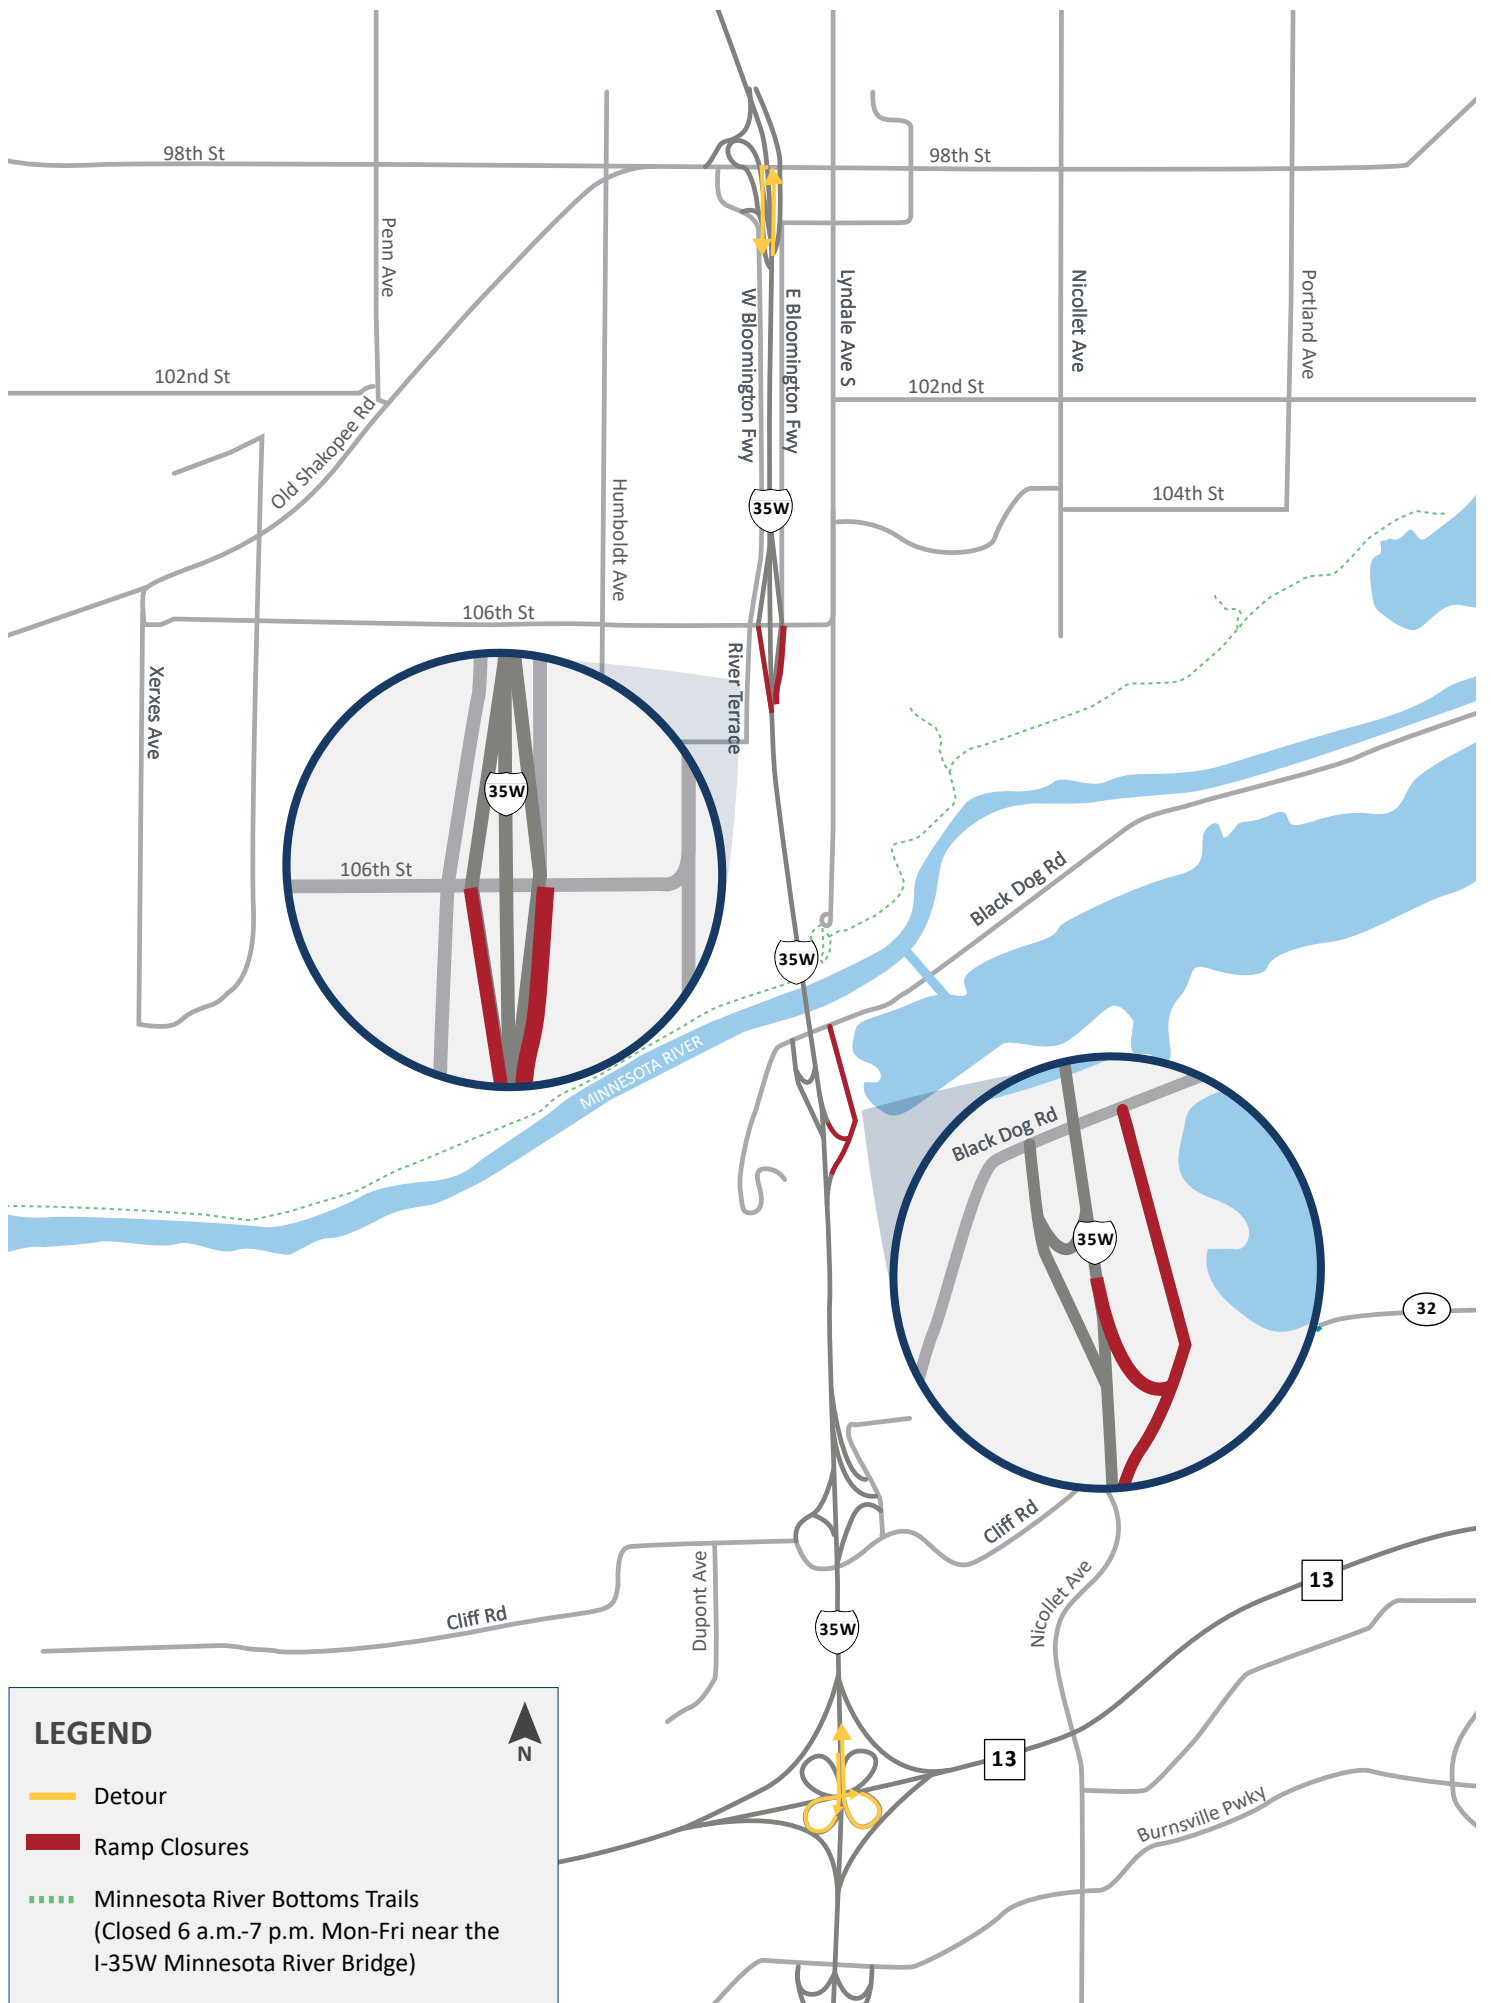 98th St
98th St
Penn Ave
W Bloomington Fwy
E Bloomington Fwy
Lyndale Ave S
Nicollet Ave
Portland Ave
102nd St
102nd St
Old Shakopee Rd
Humboldt Ave
35W
104th St
106th St
River Terrace
Xerxes Ave
35W
106th St
Black Dog Rd
35W
MINNESOTA RIVER
Black Dog Rd
35W
32
Cliff Rd
Dupont Ave
Nicollet Ave
13
Cliff Rd
35W
13
Burnsville Pwky
LEGEND
N
Detour
Ramp Closures
Minnesota River Bottoms Trails
(Closed 6 a.m.-7 p.m. Mon-Fri near the
I-35W Minnesota River Bridge)